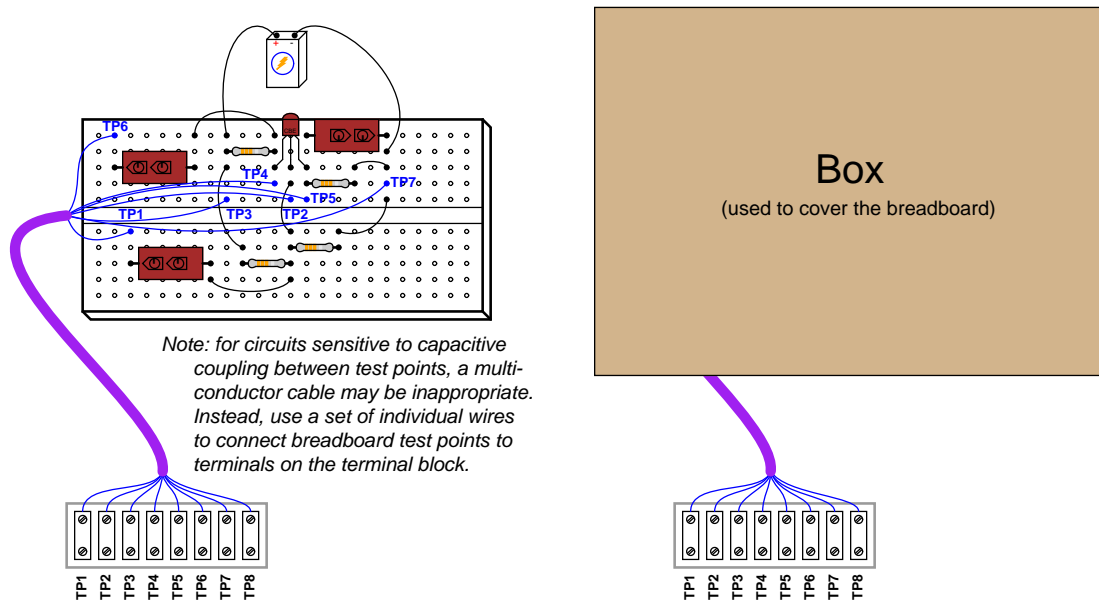 + -
TP6
CBE
TP4
TP7
TP5
TP1
TP3
TP2
Note: for circuits sensitive to capacitive
coupling between test points, a multi-
conductor cable may be inappropriate.
Instead, use a set of individual wires
to connect breadboard test points to
terminals on the terminal block.
TP1 TP2 TP3 TP4 TP5 TP6 TP7 TP8
Box
(used to cover the breadboard)
TP1 TP2 TP3 TP4 TP5 TP6 TP7 TP8